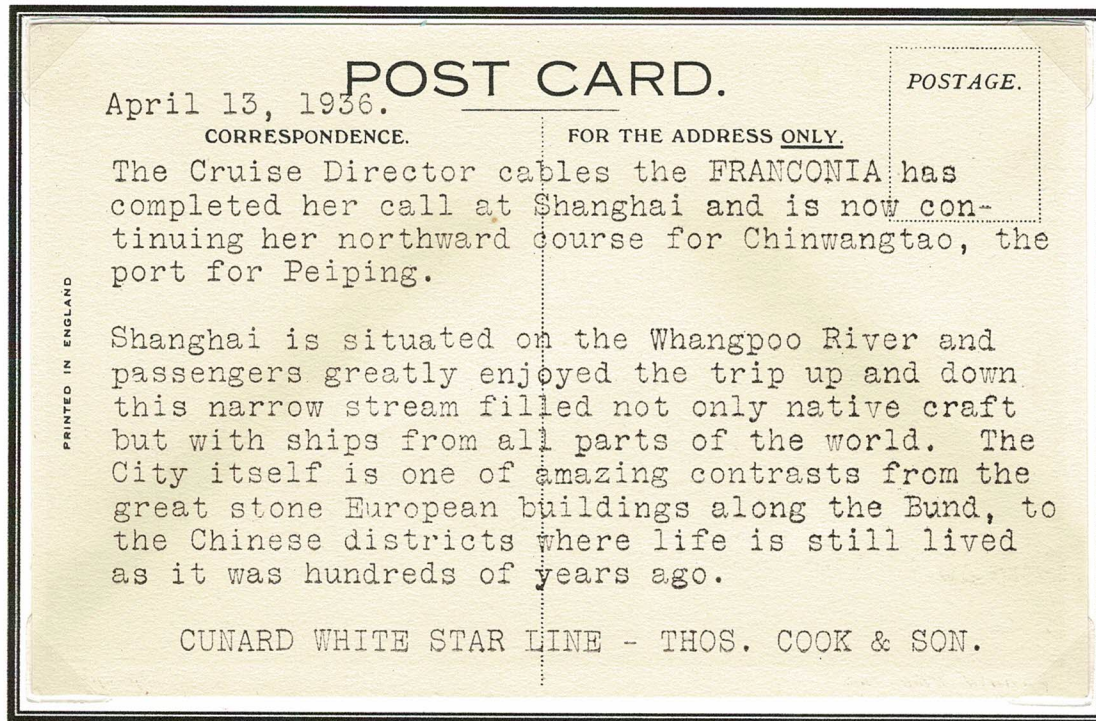 POST CARD.
POSTAGE.
April 13, 1936.
CORRESPONDENCE.
FOR THE ADDRESS ONLY.
The Cruise Director cables the FRANCONIA has
completed her call at Shanghai and is now con-
tinuing her northward course for Chinwangtao, the
port for Peiping.
Shanghai is situated on the Whangpoo River and
passengers greatly enjoyed the trip up and down
this narrow stream filled not only native craft
but with ships from all parts of the world.  The
City itself is one of amazing contrasts from the
great stone European buildings along the Bund, to
the Chinese districts where life is still lived
as it was hundreds of years ago.
CUNARD WHITE STAR LINE - THOS. COOK & SON.
PRINTED IN ENGLAND